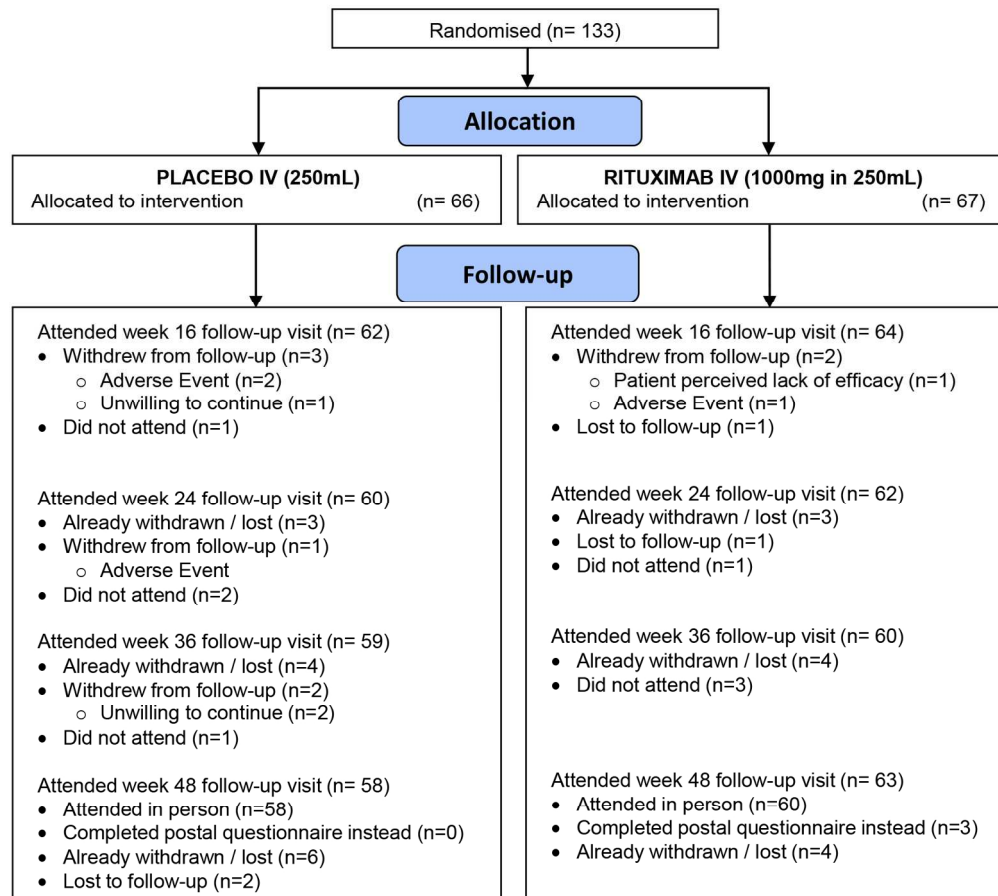 Randomised (n= 133)
Allocation
PLACEBO IV (250mL)
Allocated to intervention (n= 66)
RITUXIMAB IV (1000mg in 250mL)
Allocated to intervention (n= 67)
Follow-up
Attended week 16 follow-up visit (n= 62)
• Withdrew from follow-up (n=3)
o Adverse Event (n=2)
o Unwilling to continue (n=1)
• Did not attend (n=1)
Attended week 24 follow-up visit (n= 60)
• Already withdrawn / lost (n=3)
• Withdrew from follow-up (n=1)
o Adverse Event
• Did not attend (n=2)
Attended week 36 follow-up visit (n= 59)
• Already withdrawn / lost (n=4)
• Withdrew from follow-up (n=2)
o Unwilling to continue (n=2)
• Did not attend (n=1)
Attended week 48 follow-up visit (n= 58)
• Attended in person (n=58)
• Completed postal questionnaire instead (n=0)
• Already withdrawn / lost (n=6)
• Lost to follow-up (n=2)
Attended week 16 follow-up visit (n= 64)
• Withdrew from follow-up (n=2)
o Patient perceived lack of efficacy (n=1)
o Adverse Event (n=1)
• Lost to follow-up (n=1)
Attended week 24 follow-up visit (n= 62)
• Already withdrawn / lost (n=3)
• Lost to follow-up (n=1)
• Did not attend (n=1)
Attended week 36 follow-up visit (n= 60)
• Already withdrawn / lost (n=4)
• Did not attend (n=3)
Attended week 48 follow-up visit (n= 63)
• Attended in person (n=60)
• Completed postal questionnaire instead (n=3)
• Already withdrawn / lost (n=4)